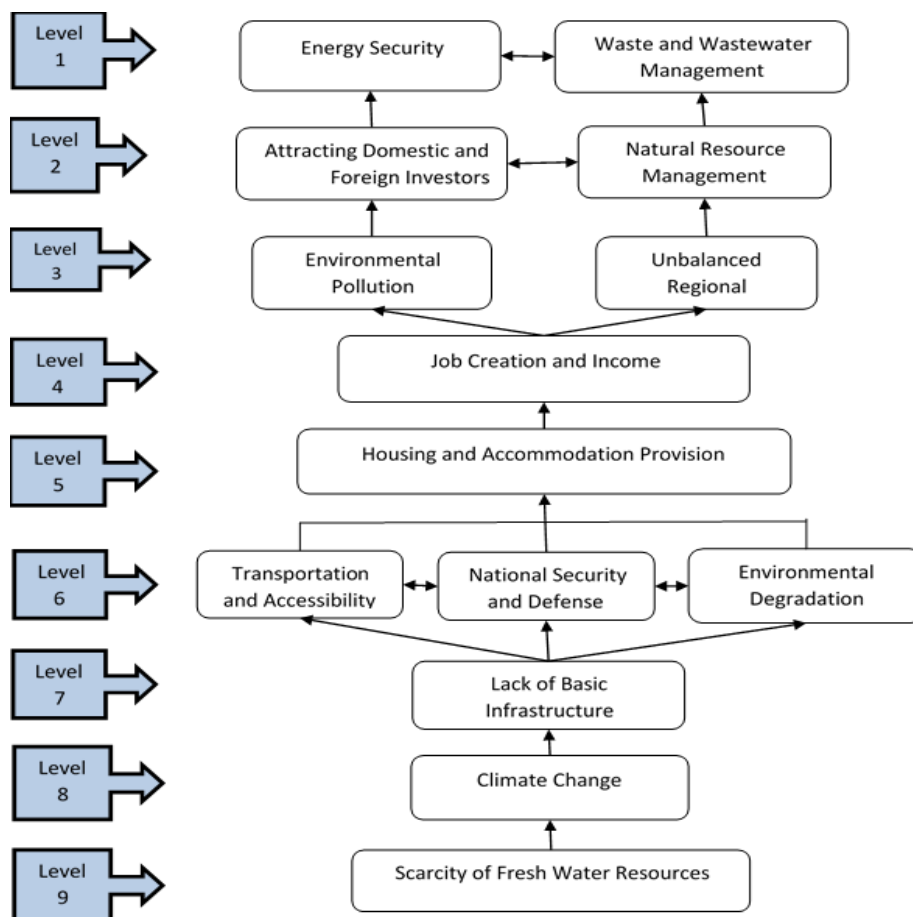 Level
1
Energy Security
Waste and Wastewater
Management
Level
2
Attracting Domestic and
Foreign Investors
Natural Resource
Management
Level
3
Environmental
Pollution
Unbalanced
Regional
Level
4
Job Creation and Income
Level
5
Housing and Accommodation Provision
Level
6
Transportation
and Accessibility
National Security
and Defense
Environmental
Degradation
Level
7
Lack of Basic
Infrastructure
Level
8
Climate Change
Level
9
Scarcity of Fresh Water Resources